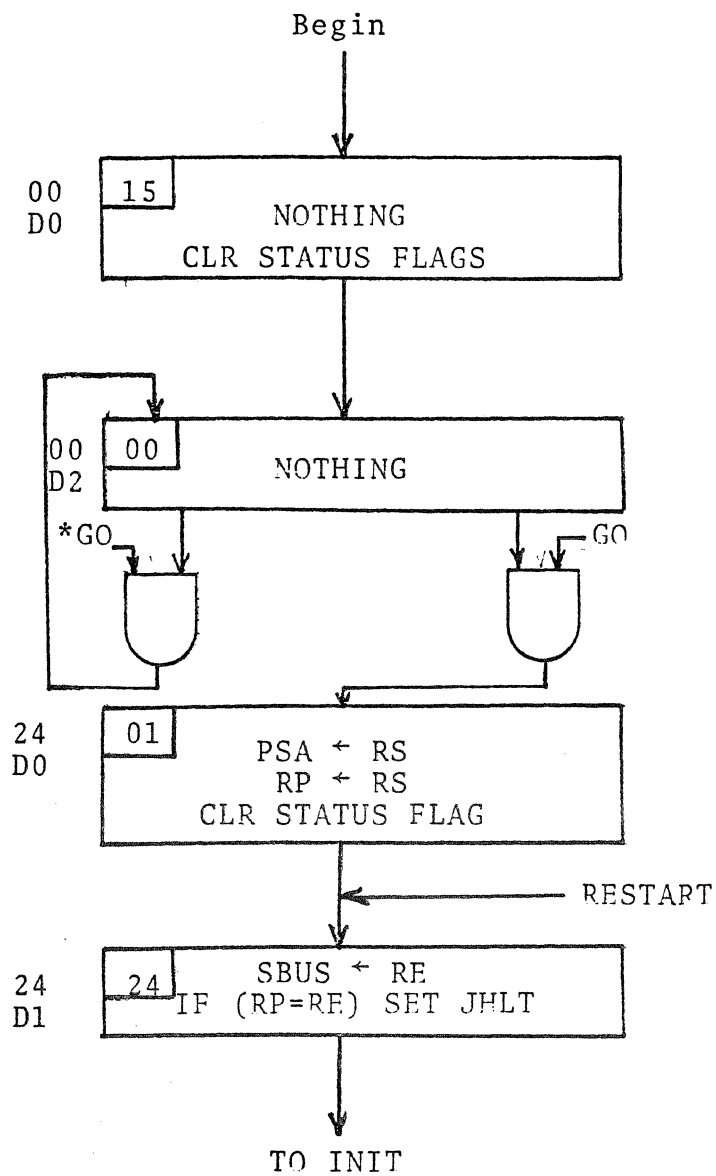 Begin
00
D0
15
NOTHING
CLR STATUS FLAGS
00
D2
00
NOTHING
*GO
GO
24
D0
01
PSA ← RS
RP ← RS
CLR STATUS FLAG
RESTART
24
D1
24
SBUS ← RE
IF (RP=RE) SET JHLT
TO INIT